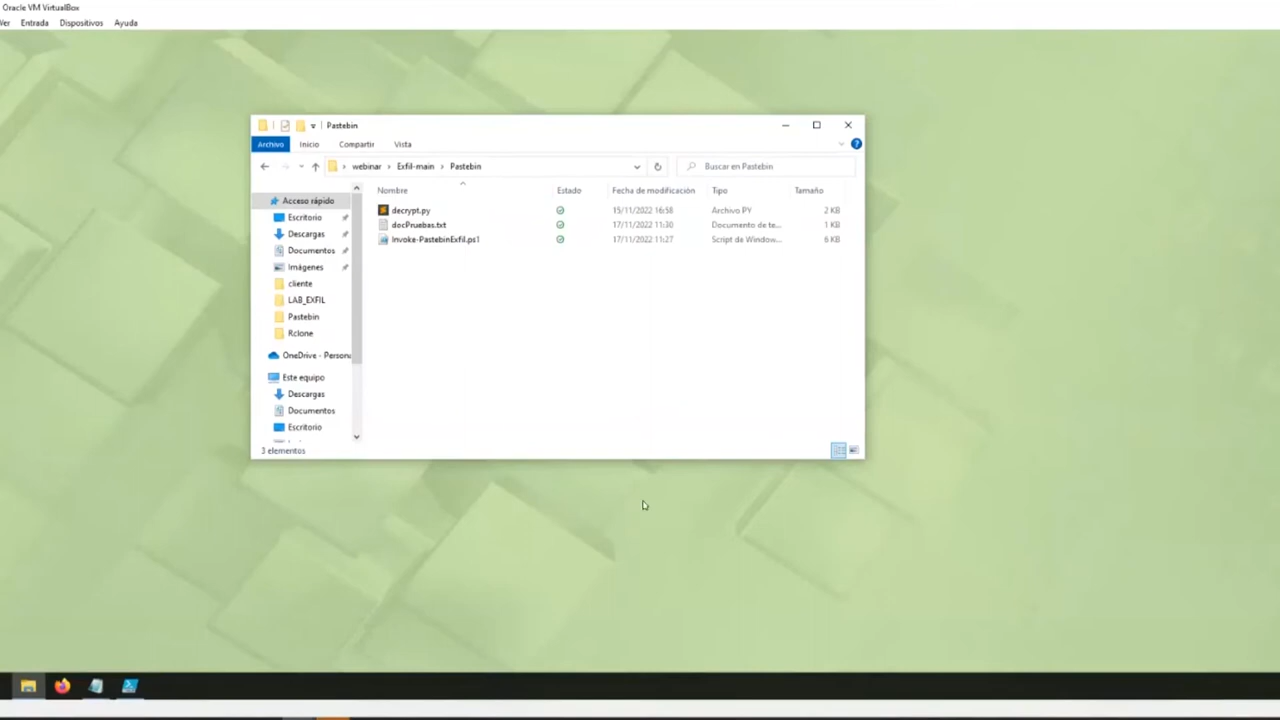 Oracle VM VirtualBox
Ver Entrada Dispositivos Ayuda
Pastebin
Archivo Inicio Compartir Vista
webinar Exfil-main Pastebin
Buscar en Pastebin
Nombre Estado Fecha de modificación Tipo Tamaño
Acceso rápido
Escritorio
Descargas
Documentos
Imágenes
cliente
LAB_EXFIL
Pastebin
Rclone
OneDrive - Persona
Este equipo
Descargas
Documentos
Escritorio
decrypt.py 15/11/2022 16:58 Archivo PY 2 KB
docPruebas.txt 17/11/2022 11:30 Documento de te... 1 KB
Invoke-PastebinExfil.ps1 17/11/2022 11:27 Script de Window... 6 KB
3 elementos